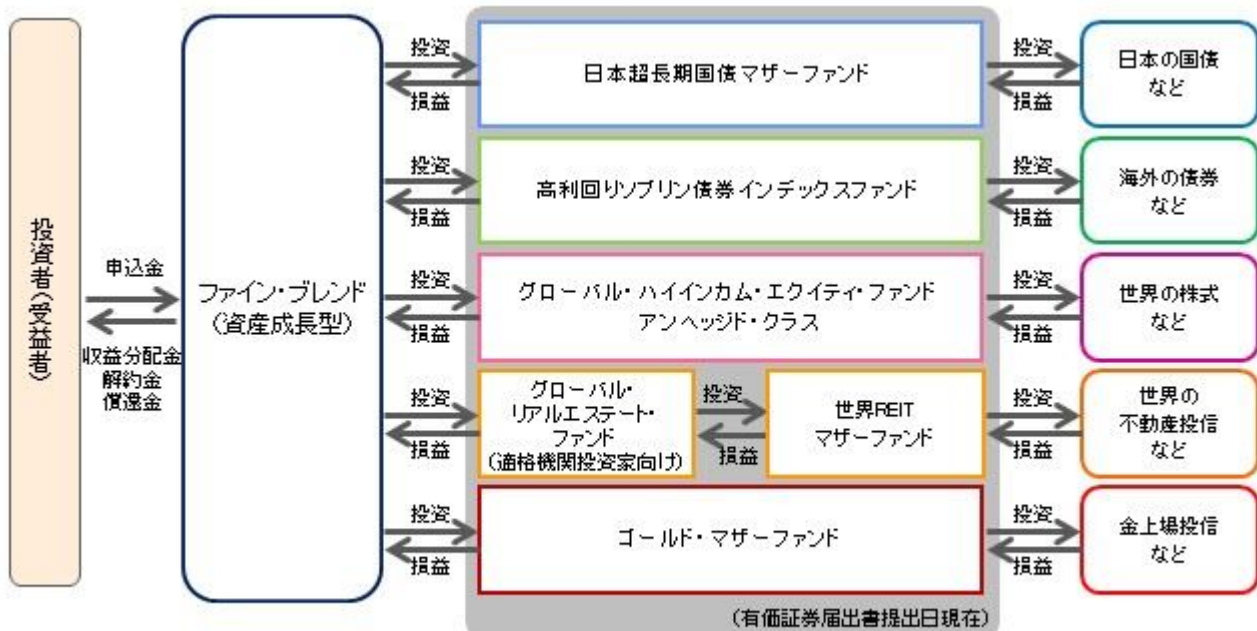 投資者(受益者)
申込金
収益分配金
解約金
償還金
ファイン・ブレンド
(資産成長型)
投資
損益
日本超長期国債マザーファンド
投資
損益
日本の国債
など
投資
損益
高利回りソブリン債券インデックスファンド
投資
損益
海外の債券
など
投資
損益
グローバル・ハイインカム・エクイティ・ファンド
アンヘッジド・クラス
投資
損益
世界の株式
など
投資
損益
グローバル・
リアルエステート・
ファンド
(適格機関投資家向け)
投資
損益
世界REIT
マザーファンド
投資
損益
世界の
不動産投信
など
投資
損益
ゴールド・マザーファンド
投資
損益
金上場投信
など
(有価証券届出書提出日現在)